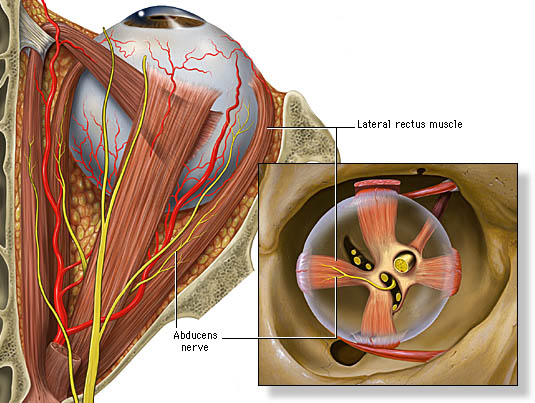 Lateral rectus muscle
Abducens
nerve